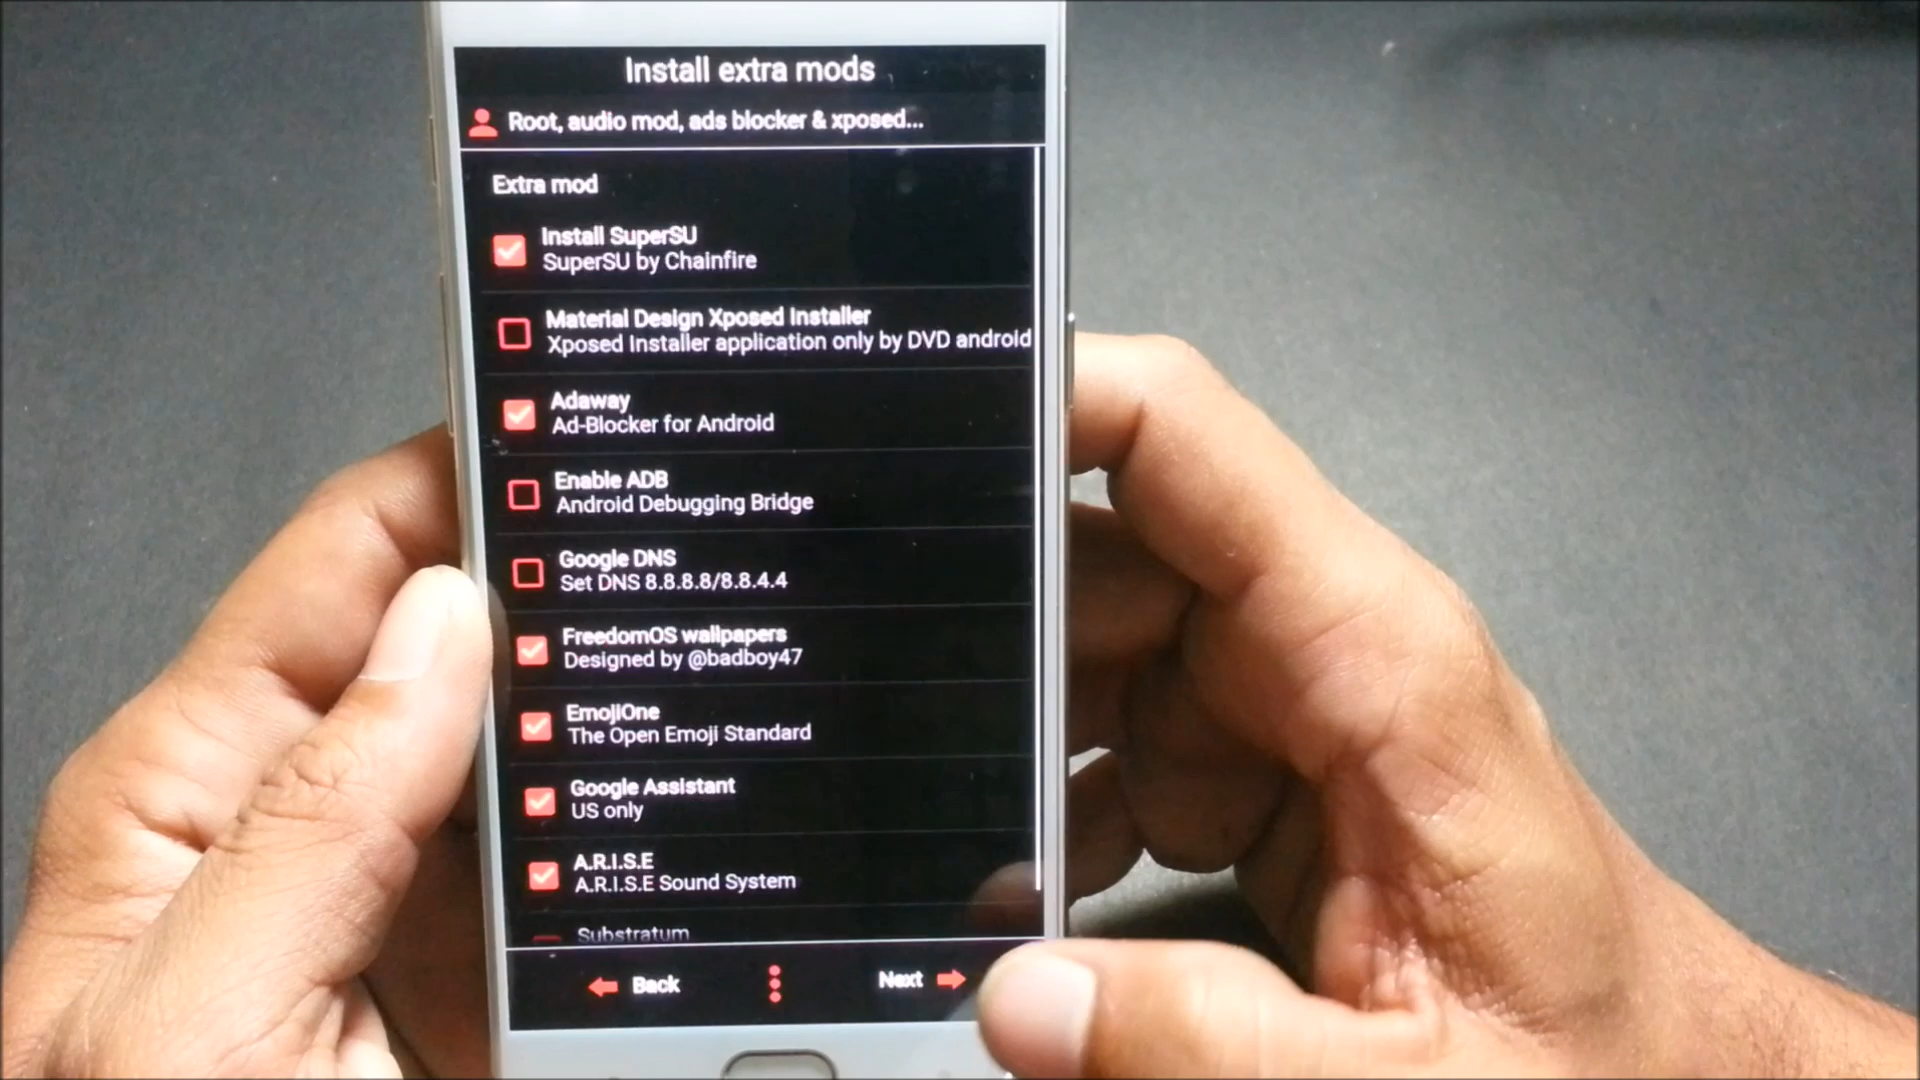 Install extra mods
Root, audio mod, ads blocker & xposed...
Extra mod
Install SuperSU
SuperSU by Chainfire
Material Design Xposed Installer
Xposed Installer application only by DVD android
Adaway
Ad-Blocker for Android
Enable ADB
Android Debugging Bridge
Google DNS
Set DNS 8.8.8.8/8.8.4.4
FreedomOS wallpapers
Designed by @badboy47
EmojiOne
The Open Emoji Standard
Google Assistant
US only
A.R.I.S.E
A.R.I.S.E Sound System
Substratum
Back
Next